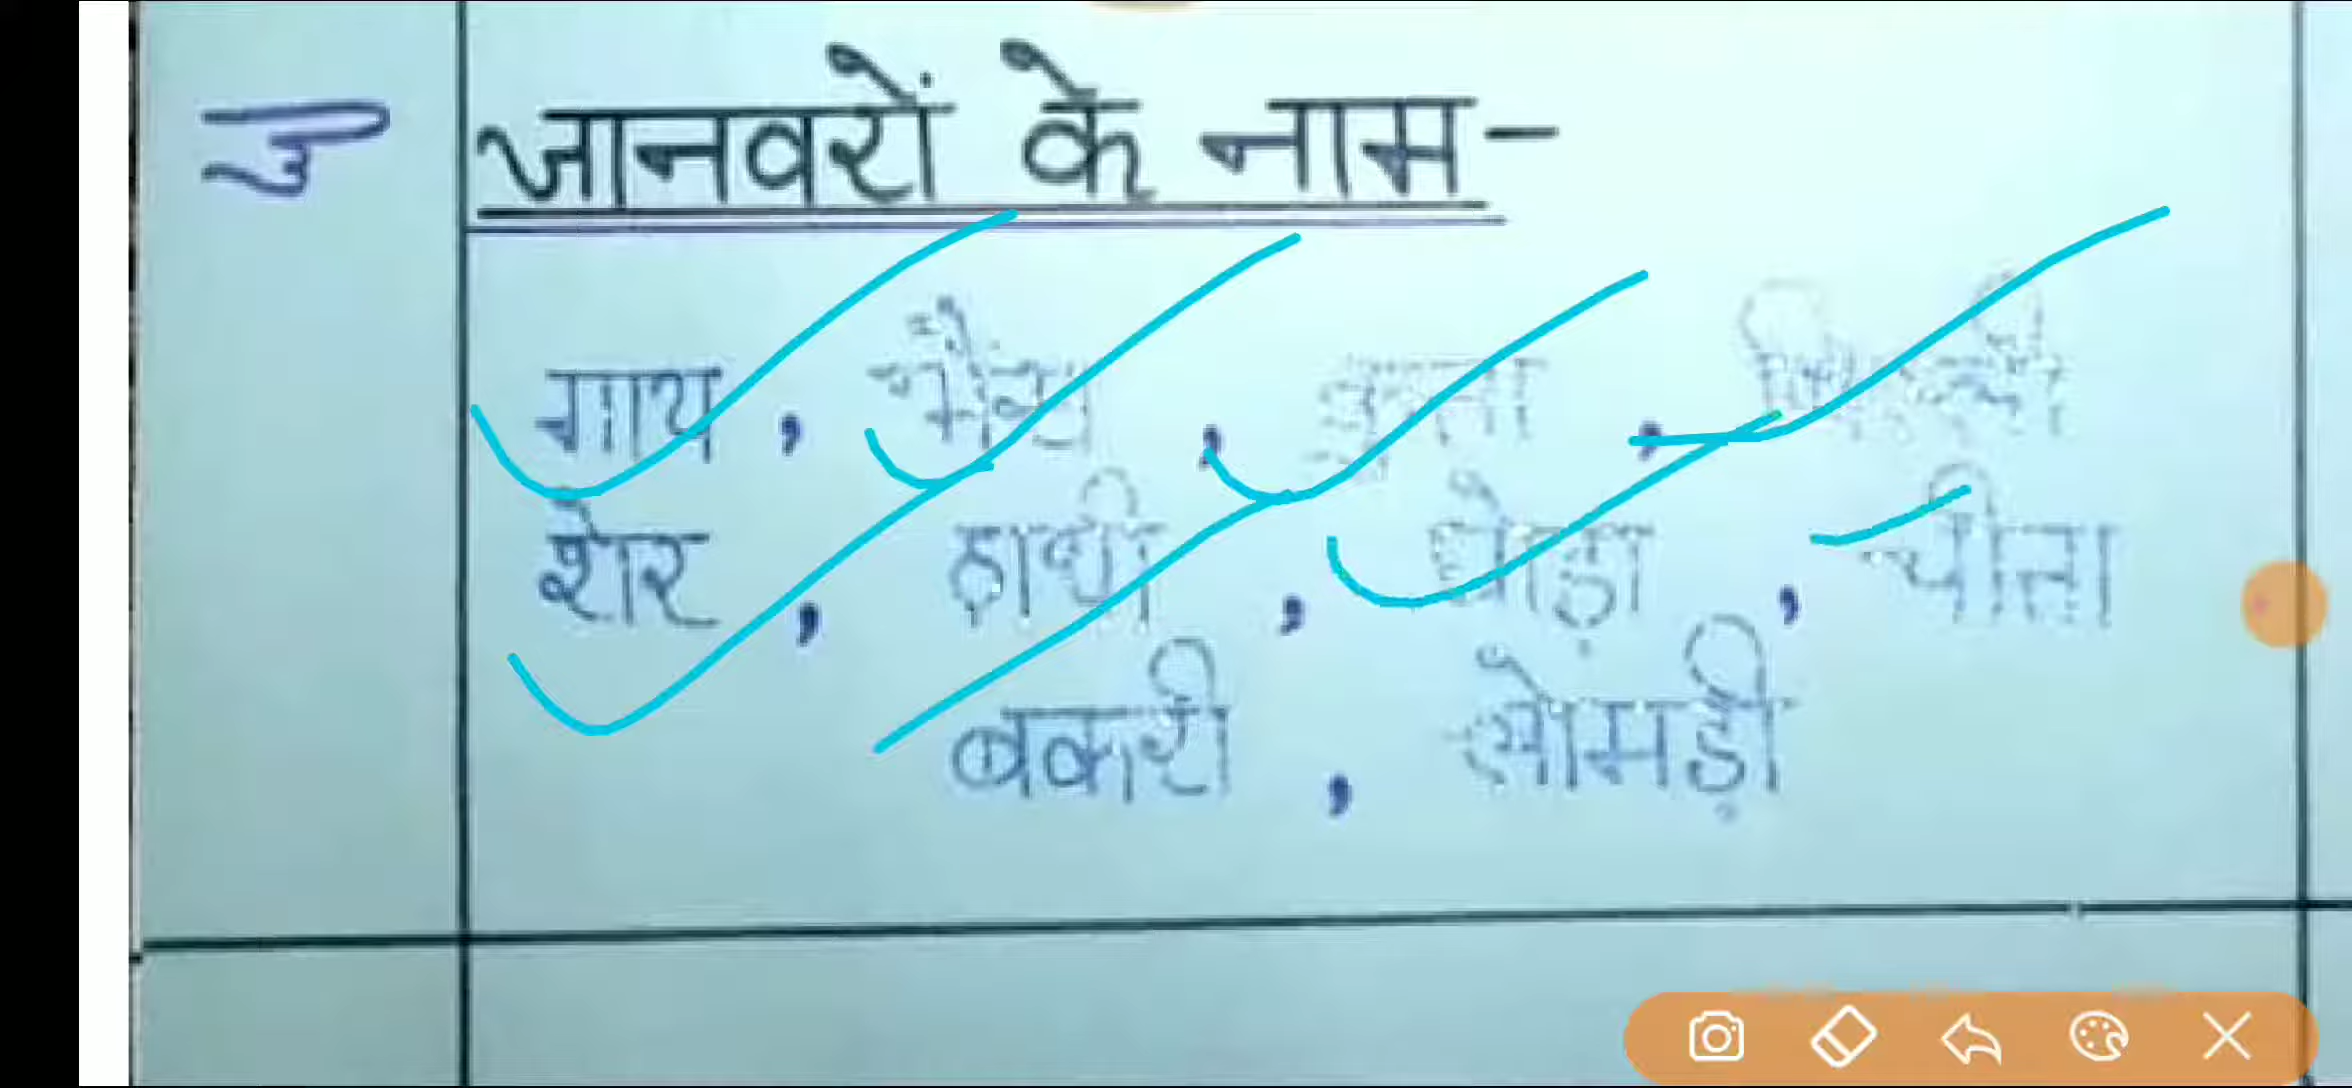 जानवरों के नाम-
गाय , भैंस , कुत्ता , बिल्ली
शेर , हाथी , घोड़ा , चीता
बकरी , लोमड़ी